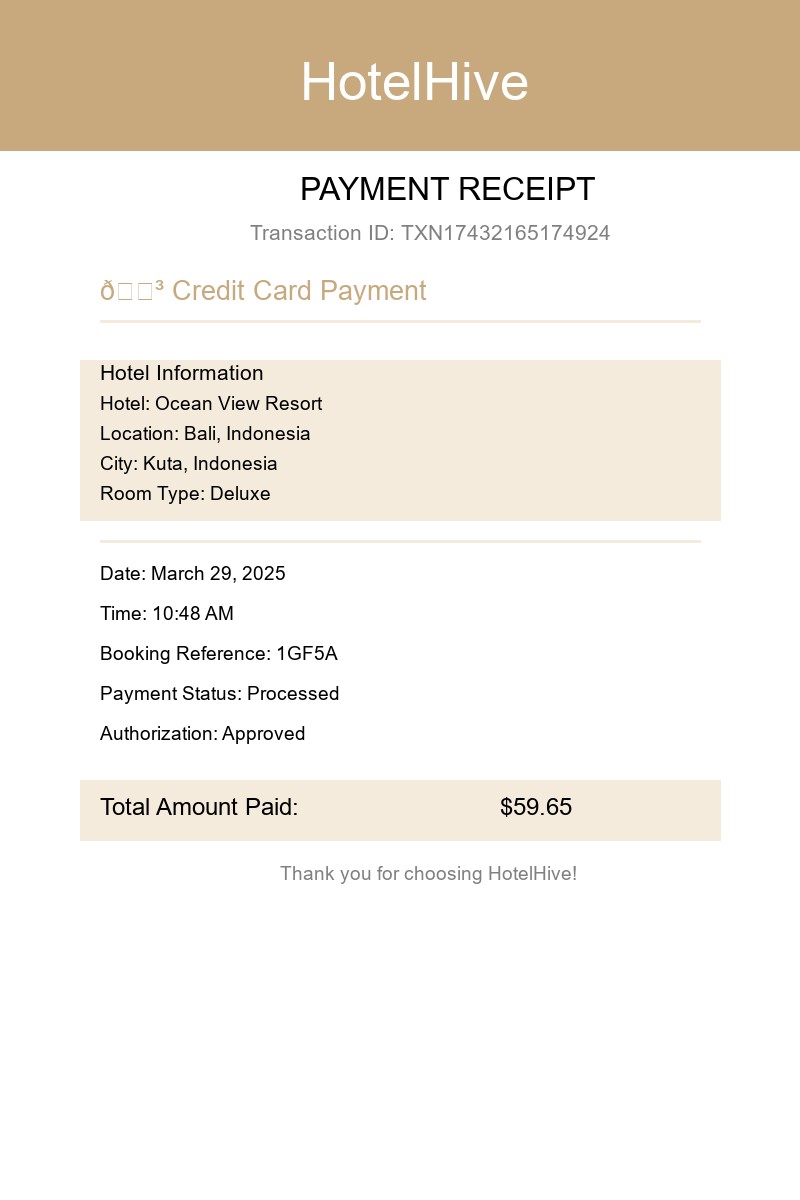 HotelHive
PAYMENT RECEIPT
Transaction ID: TXN17432165174924
ð□□³ Credit Card Payment
Hotel Information
Hotel: Ocean View Resort
Location: Bali, Indonesia
City: Kuta, Indonesia
Room Type: Deluxe
Date: March 29, 2025
Time: 10:48 AM
Booking Reference: 1GF5A
Payment Status: Processed
Authorization: Approved
Total Amount Paid: $59.65
Thank you for choosing HotelHive!